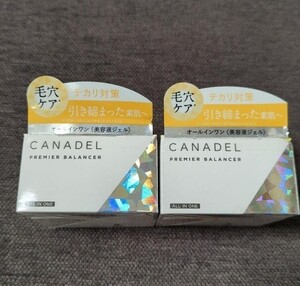 毛穴
ケア*
テカリ対策
引き締まった素肌へ
オールインワン〈美容液ジェル〉
CANADEL
PREMIER BALANCER
ALL IN ONE
毛穴
ケア*
テカリ対策
引き締まった素肌へ
オールインワン〈美容液ジェル〉
CANADEL
PREMIER BALANCER
ALL IN ONE